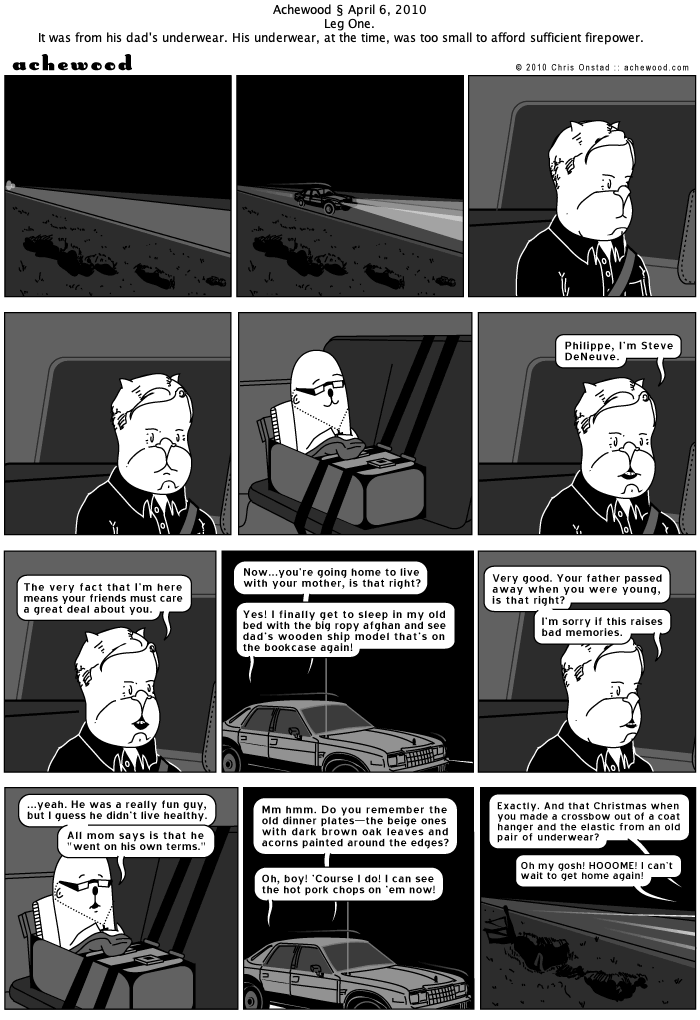 Achewood § April 6, 2010
Leg One.
It was from his dad's underwear. His underwear, at the time, was too small to afford sufficient firepower.
achewood
© 2010 Chris Onstad :: achewood.com
Philippe, I'm Steve
DeNeuve.
The very fact that I'm here
means your friends must care
a great deal about you.
Now...you're going home to live
with your mother, is that right?
Yes! I finally get to sleep in my old
bed with the big ropy afghan and see
dad's wooden ship model that's on
the bookcase again!
Very good. Your father passed
away when you were young,
is that right?
I'm sorry if this raises
bad memories.
...yeah. He was a really fun guy,
but I guess he didn't live healthy.
All mom says is that he
"went on his own terms."
Mm hmm. Do you remember the
old dinner plates—the beige ones
with dark brown oak leaves and
acorns painted around the edges?
Oh, boy! 'Course I do! I can see
the hot pork chops on 'em now!
Exactly. And that Christmas when
you made a crossbow out of a coat
hanger and the elastic from an old
pair of underwear?
Oh my gosh! HOOOME! I can't
wait to get home again!